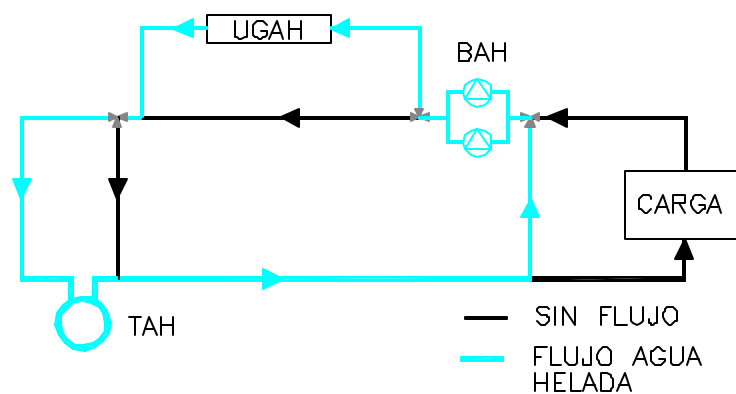 UGAH
BAH
CARGA
TAH
SIN FLUJO
FLUJO AGUA
HELADA